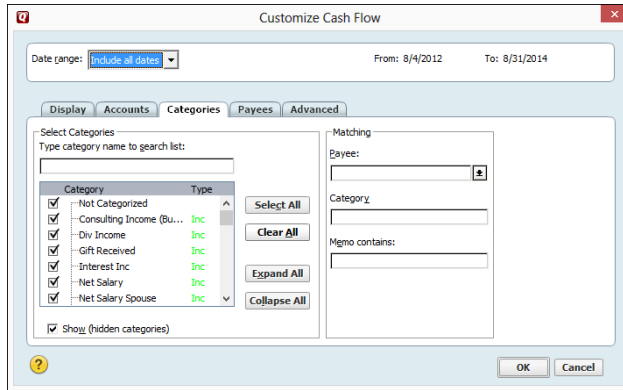 Customize Cash Flow
Date range: Include all dates From: 8/4/2012 To: 8/31/2014
Display Accounts Categories Payees Advanced
Select Categories
Type category name to search list:
Category Type
Not Categorized
Consulting Income (Bu... Inc
Div Income Inc
Gift Received Inc
Interest Inc Inc
Net Salary Inc
Net Salary Spouse Inc
Show (hidden categories)
Select All
Clear All
Expand All
Collapse All
Matching
Payee:
Category
Memo contains:
?
OK Cancel